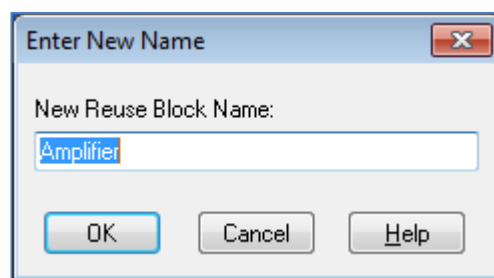 Enter New Name
New Reuse Block Name:
Amplifier
OK Cancel Help